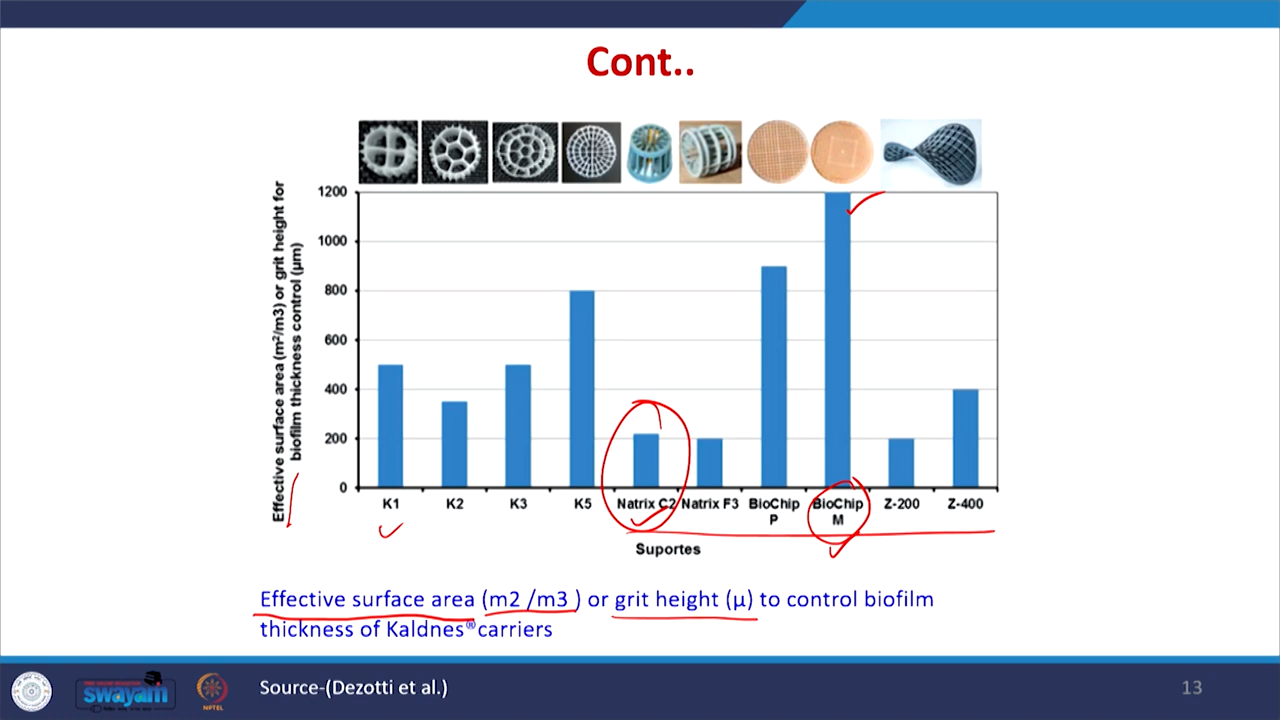 Cont..
Effective surface area (m²/m3) or grit height for
biofilm thickness control (µm)
1200
1000
800
600
400
200
0
K1 K2 K3 K5 Natrix C2 Natrix F3 BioChip P BioChip M Z-200 Z-400
Suportes
Effective surface area (m2 /m3 ) or grit height (µ) to control biofilm
thickness of Kaldnes® carriers
swayam
NPTEL
Source-(Dezotti et al.)
13